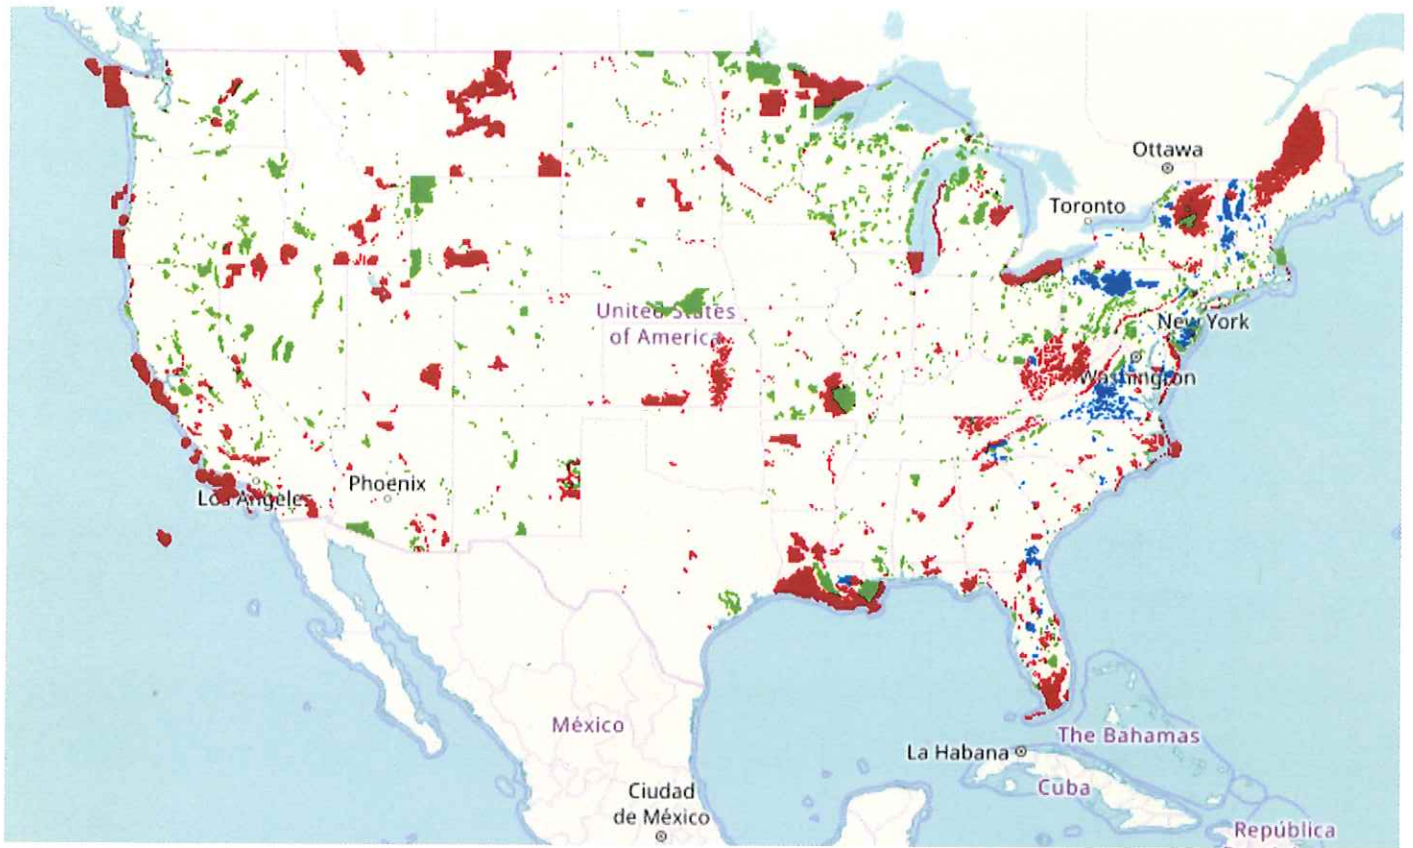 Ottawa
Toronto
United States
of America
New York
Washington
Phoenix
Los Angeles
México
La Habana
The Bahamas
Cuba
Ciudad
de México
República